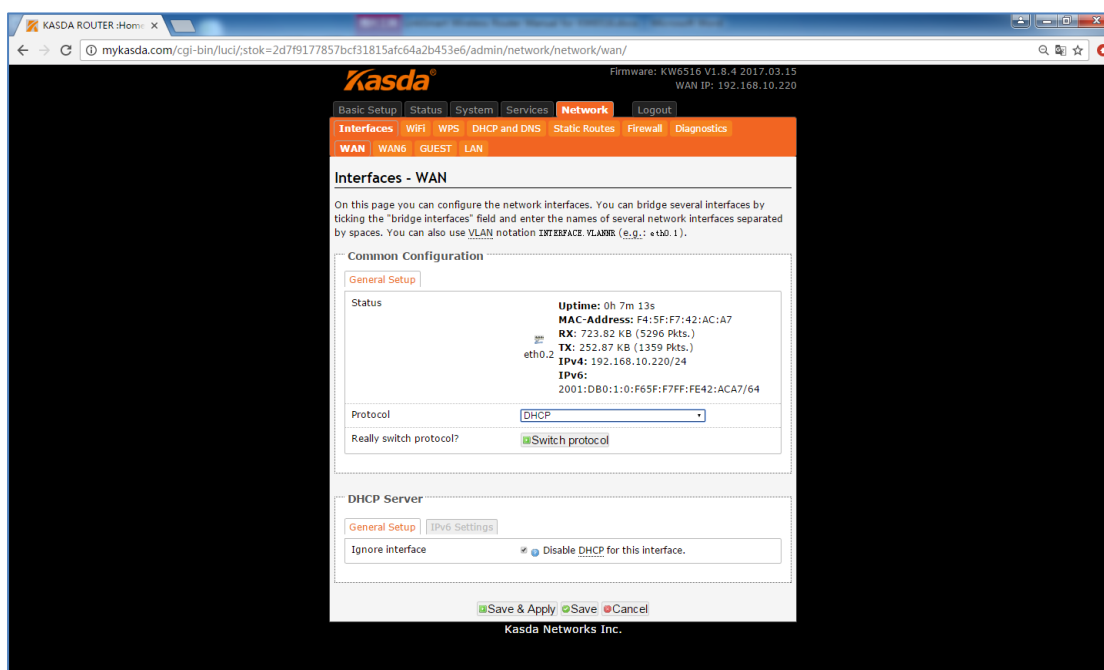 KASDA ROUTER :Home
mykasda.com/cgi-bin/luci/;stok=2d7f9177857bcf31815afc64a2b453e6/admin/network/network/wan/
Kasda®
Firmware: KW6516 V1.8.4 2017.03.15
WAN IP: 192.168.10.220
Basic Setup Status System Services Network Logout
Interfaces WiFi WPS DHCP and DNS Static Routes Firewall Diagnostics
WAN WAN6 GUEST LAN
Interfaces - WAN
On this page you can configure the network interfaces. You can bridge several interfaces by
ticking the "bridge interfaces" field and enter the names of several network interfaces separated
by spaces. You can also use VLAN notation INTERFACE.VLANNR (e.g.: eth0.1).
Common Configuration
General Setup
Status
Uptime: 0h 7m 13s
MAC-Address: F4:5F:F7:42:AC:A7
RX: 723.82 KB (5296 Pkts.)
TX: 252.87 KB (1359 Pkts.)
eth0.2
IPv4: 192.168.10.220/24
IPv6:
2001:DB0:1:0:F65F:F7FF:FE42:ACA7/64
Protocol
DHCP
Really switch protocol?
Switch protocol
DHCP Server
General Setup IPv6 Settings
Ignore interface
Disable DHCP for this interface.
Save & Apply Save Cancel
Kasda Networks Inc.